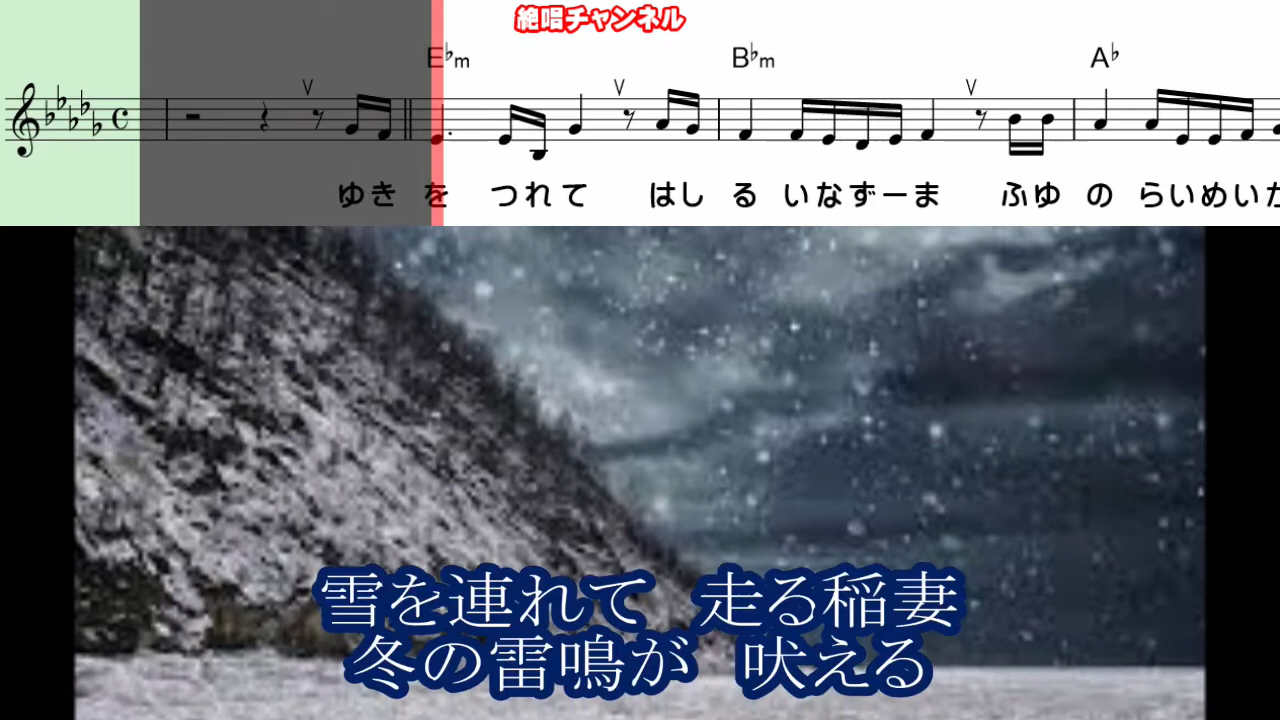 絶唱チャンネル
E♭m B♭m A♭
ゆき を つれて はし る いなずーま ふゆ の らいめいが
雪を連れて 走る稲妻
冬の雷鳴が 吠える